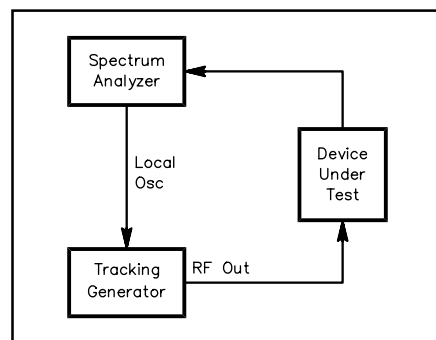 Spectrum
Analyzer
Local
Osc
Device
Under
Test
Tracking
Generator
RF Out